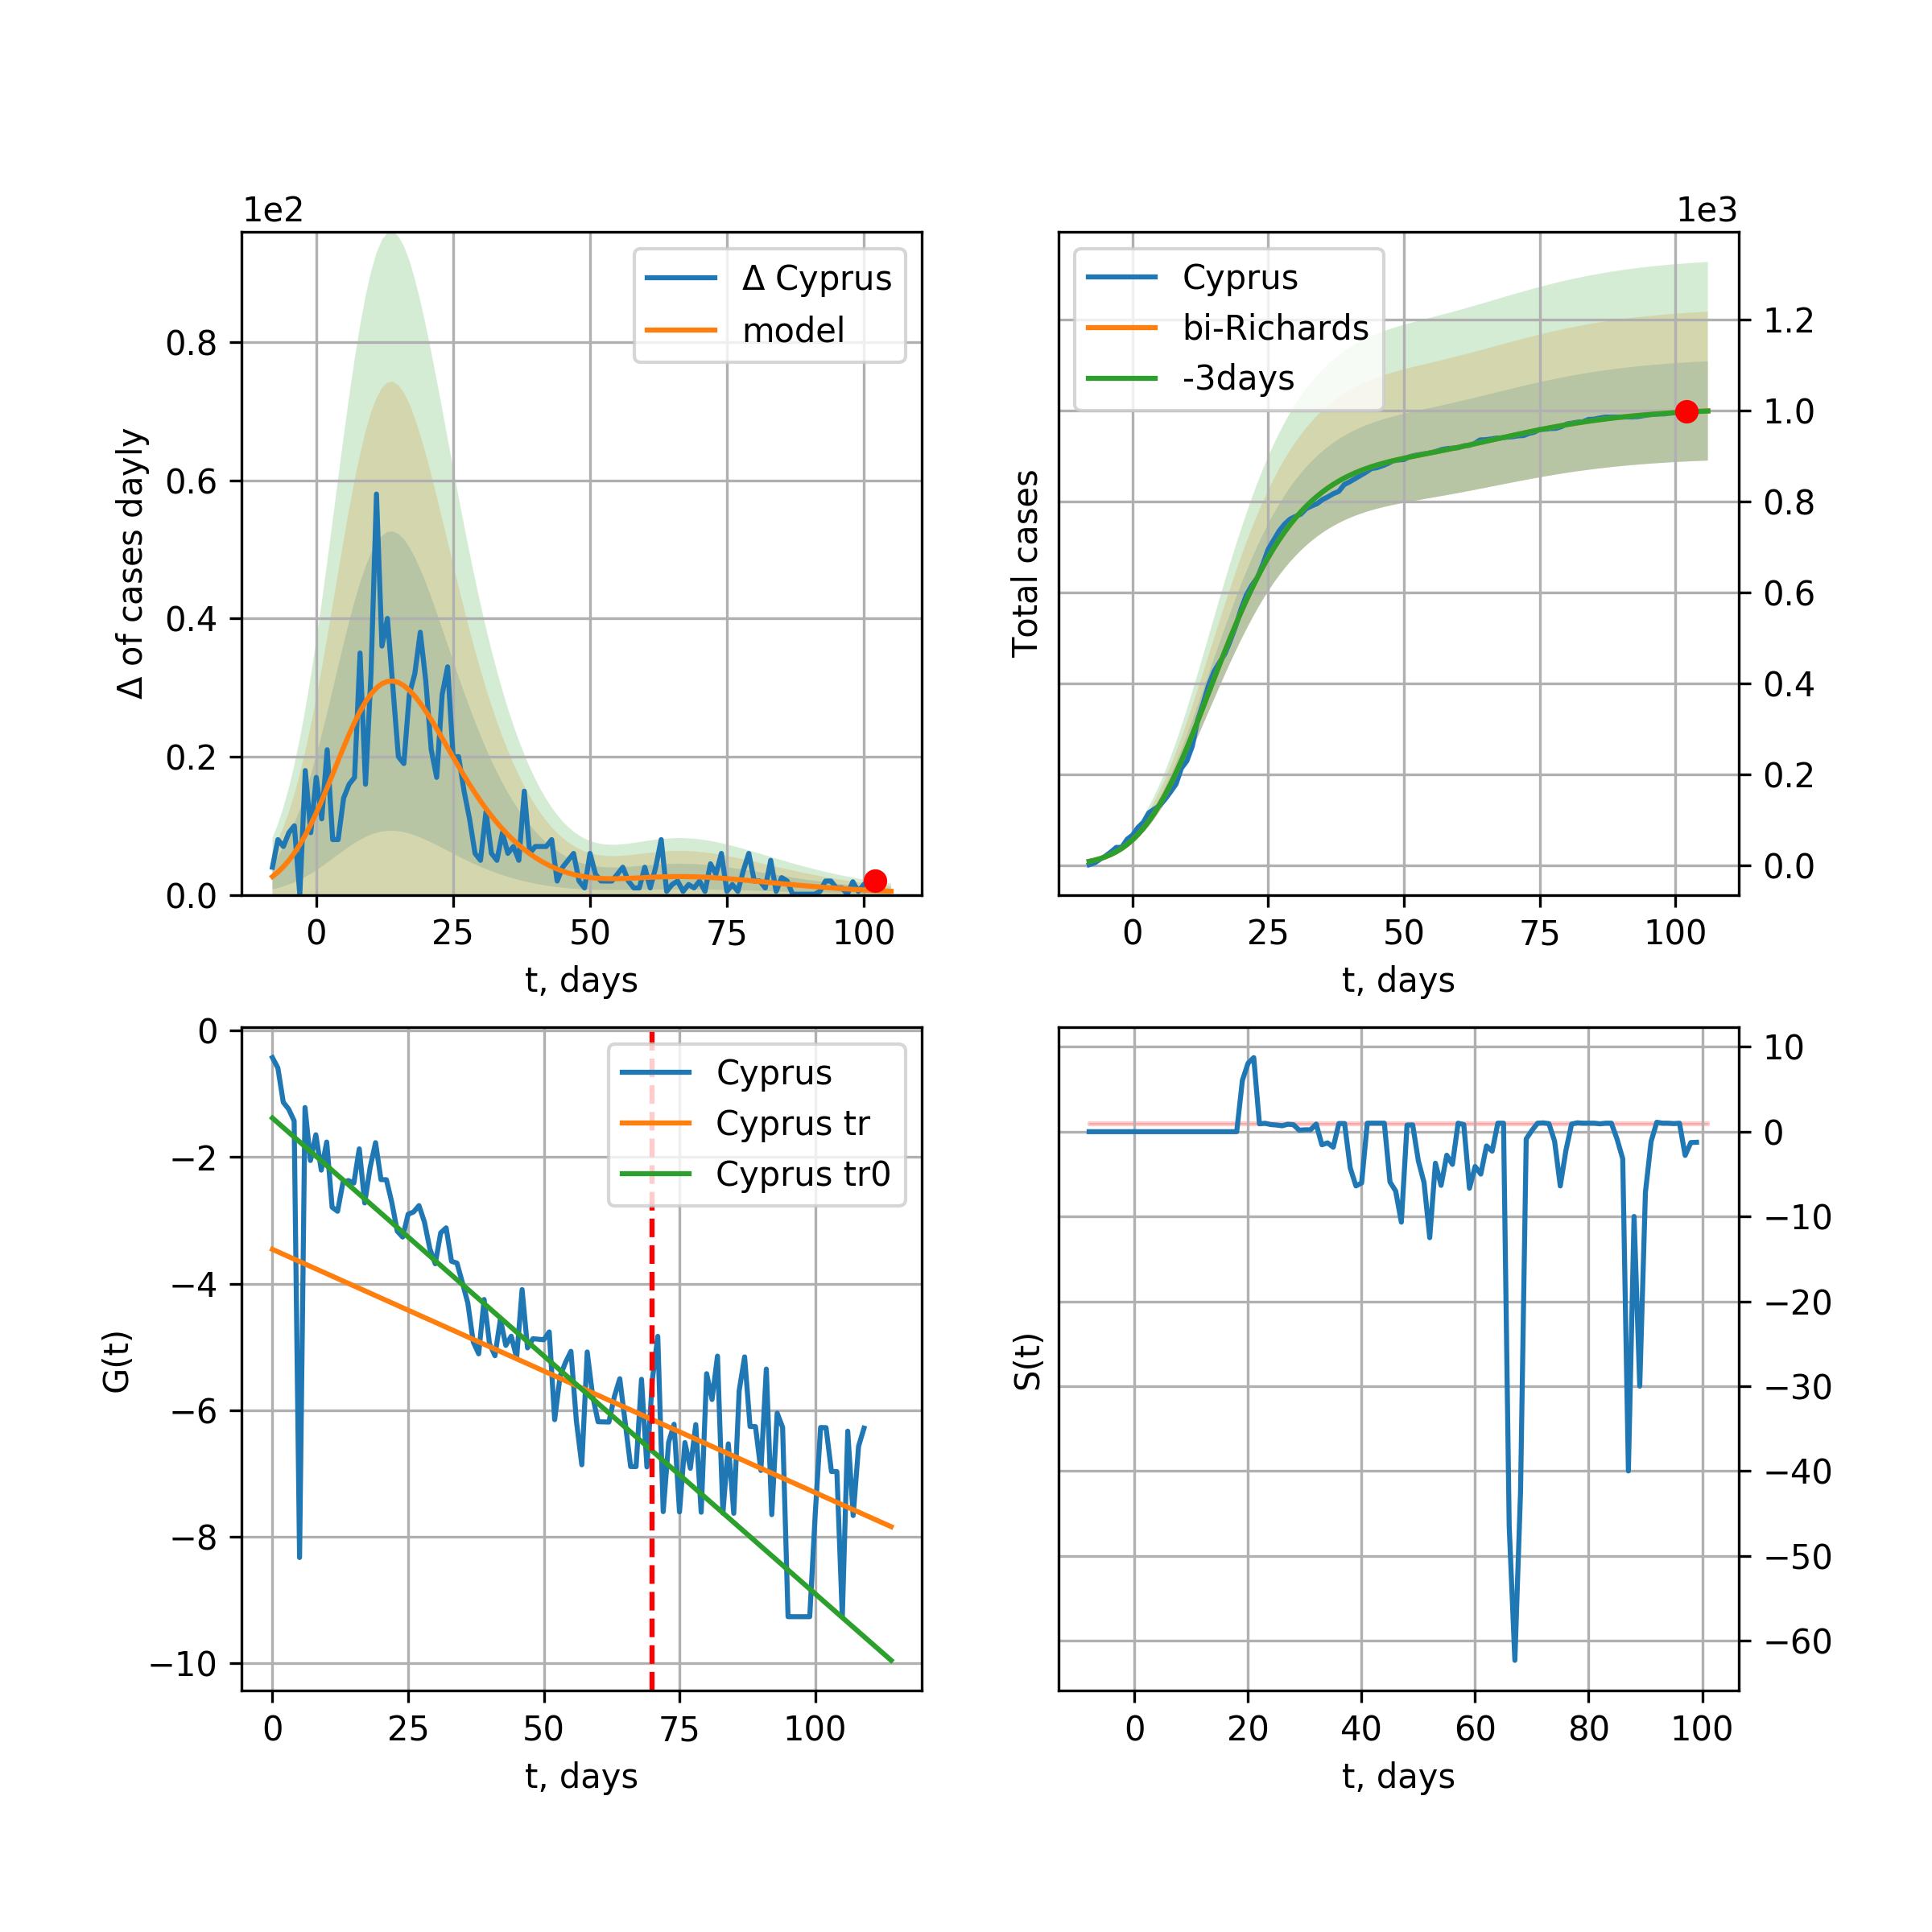 1e2
Δ of cases dayly
0.8
0.6
0.4
0.2
0.0
Δ Cyprus
model
0 25 50 75 100
t, days
1e3
Total cases
Cyprus
bi-Richards
-3days
1.2
1.0
0.8
0.6
0.4
0.2
0.0
0 25 50 75 100
t, days
G(t)
0
−2
−4
−6
−8
−10
Cyprus
Cyprus tr
Cyprus tr0
0 25 50 75 100
t, days
S(t)
10
0
−10
−20
−30
−40
−50
−60
0 20 40 60 80 100
t, days